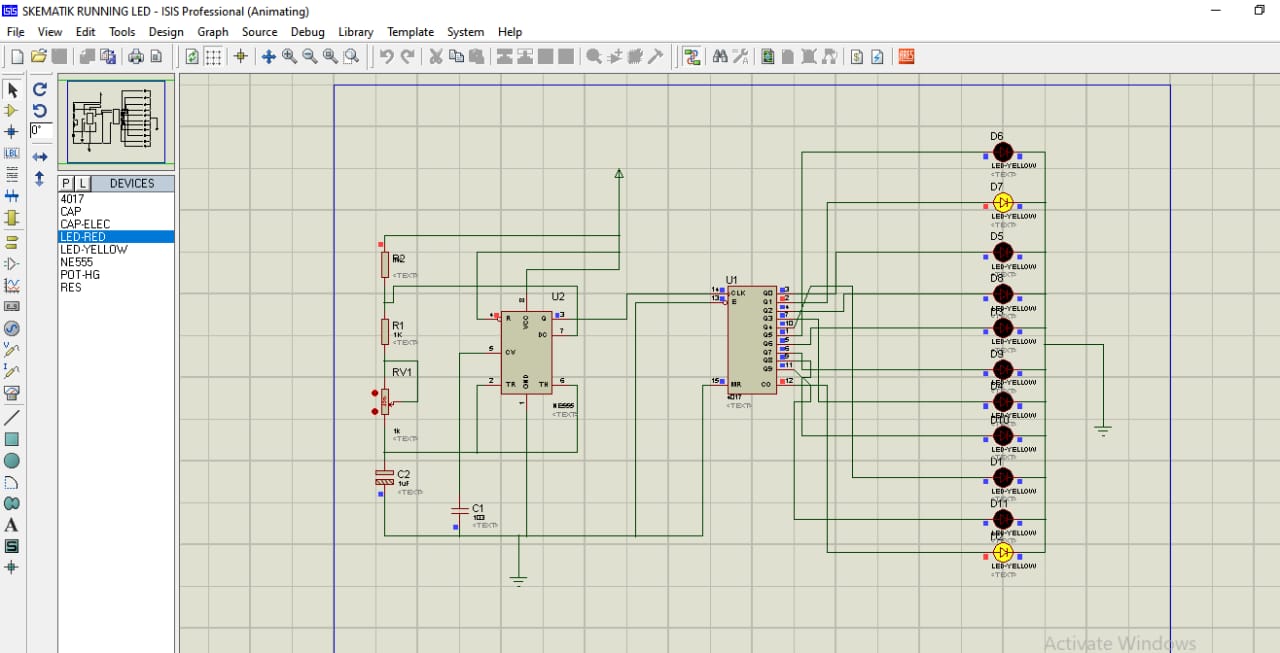 SKEMATIK RUNNING LED - ISIS Professional (Animating)
File View Edit Tools Design Graph Source Debug Library Template System Help
0°
P L DEVICES
4017
CAP
CAP-ELEC
LED-RED
LED-YELLOW
NE555
POT-HG
RES
LBL
A
S
ARES
R2
<TEXT>
R1
1K
<TEXT>
RV1
1k
<TEXT>
C2
1uF
<TEXT>
C1
103
<TEXT>
U2
8
VCC
4 R Q 3
DC 7
5 CV
2 TR TH 6
GND
1
NE555
<TEXT>
U1
14 CLK Q0 3
13 E Q1 2
Q2 4
Q3 7
Q4 10
Q5 1
Q6 5
Q7 6
Q8 9
Q9 11
15 MR CO 12
4017
<TEXT>
D6
LED-YELLOW
<TEXT>
D7
LED-YELLOW
<TEXT>
D5
LED-YELLOW
<TEXT>
D8
LED-YELLOW
D3
LED-YELLOW
<TEXT>
D9
LED-YELLOW
D4
LED-YELLOW
D10
LED-YELLOW
<TEXT>
D1
LED-YELLOW
<TEXT>
D11
LED-YELLOW
D2
LED-YELLOW
<TEXT>
Activate Windows